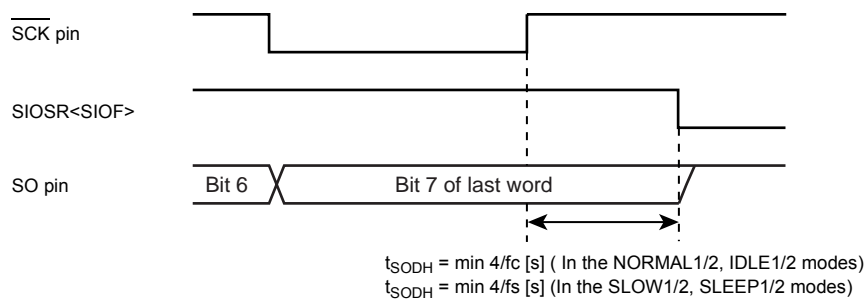 SCK pin
SIOSR<SIOF>
SO pin
Bit 6
Bit 7 of last word
tSODH = min 4/fc [s] ( In the NORMAL1/2, IDLE1/2 modes)
tSODH = min 4/fs [s] (In the SLOW1/2, SLEEP1/2 modes)